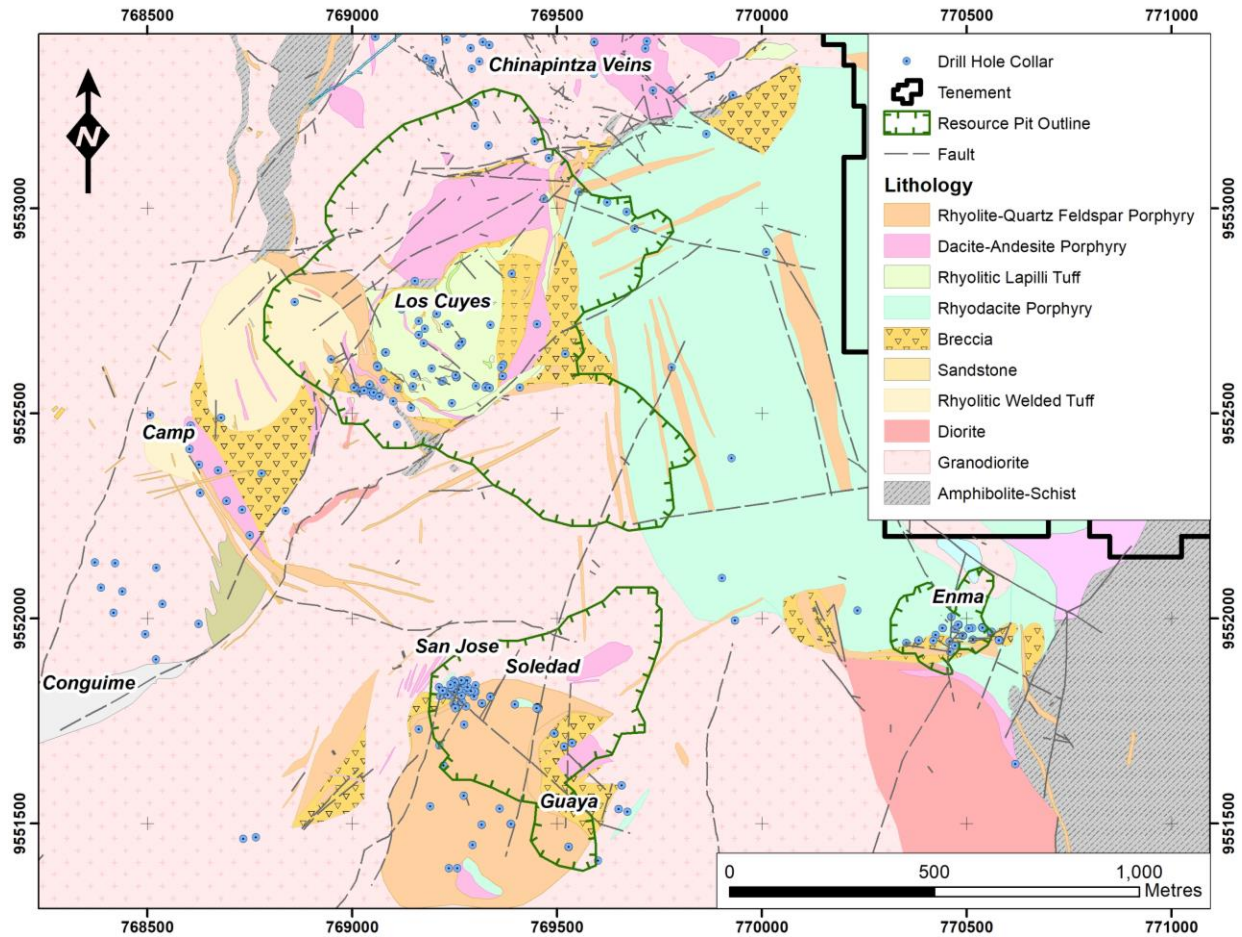 768500 769000 769500 770000 770500 771000
Chinapintza Veins
N
Drill Hole Collar
Tenement
Resource Pit Outline
Fault
Lithology
Rhyolite-Quartz Feldspar Porphyry
Dacite-Andesite Porphyry
Rhyolitic Lapilli Tuff
Rhyodacite Porphyry
Breccia
Sandstone
Rhyolitic Welded Tuff
Diorite
Granodiorite
Amphibolite-Schist
9553000 9553000
Los Cuyes
9552500 9552500
Camp
9552000 9552000
Enma
San Jose
Soledad
Conguime
Guaya
9551500 9551500
0 500 1,000
Metres
768500 769000 769500 770000 770500 771000